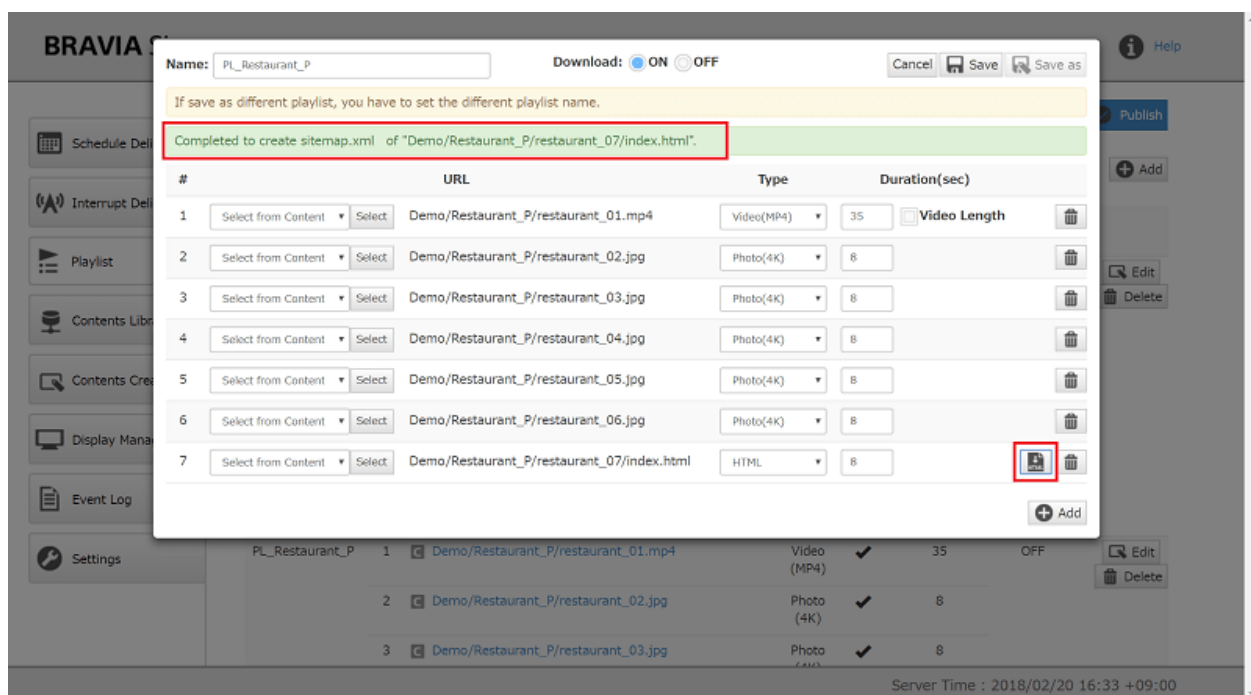 BRAVIA
Help
Name: PL_Restaurant_P Download: ON OFF Cancel Save Save as
If save as different playlist, you have to set the different playlist name.
Publish
Completed to create sitemap.xml of "Demo/Restaurant_P/restaurant_07/index.html".
Schedule Deli
Add
# URL Type Duration(sec)
Interrupt Deli
1 Select from Content Select Demo/Restaurant_P/restaurant_01.mp4 Video(MP4) 35 Video Length
2 Select from Content Select Demo/Restaurant_P/restaurant_02.jpg Photo(4K) 8
Playlist
Edit
3 Select from Content Select Demo/Restaurant_P/restaurant_03.jpg Photo(4K) 8
Delete
Contents Libr
4 Select from Content Select Demo/Restaurant_P/restaurant_04.jpg Photo(4K) 8
5 Select from Content Select Demo/Restaurant_P/restaurant_05.jpg Photo(4K) 8
Contents Crea
6 Select from Content Select Demo/Restaurant_P/restaurant_06.jpg Photo(4K) 8
Display Mana
7 Select from Content Select Demo/Restaurant_P/restaurant_07/index.html HTML 8 HTML
Event Log
Add
Settings
PL_Restaurant_P 1 C Demo/Restaurant_P/restaurant_01.mp4 Video (MP4) 35 OFF Edit
Delete
2 C Demo/Restaurant_P/restaurant_02.jpg Photo (4K) 8
3 C Demo/Restaurant_P/restaurant_03.jpg Photo (4K) 8
Server Time : 2018/02/20 16:33 +09:00